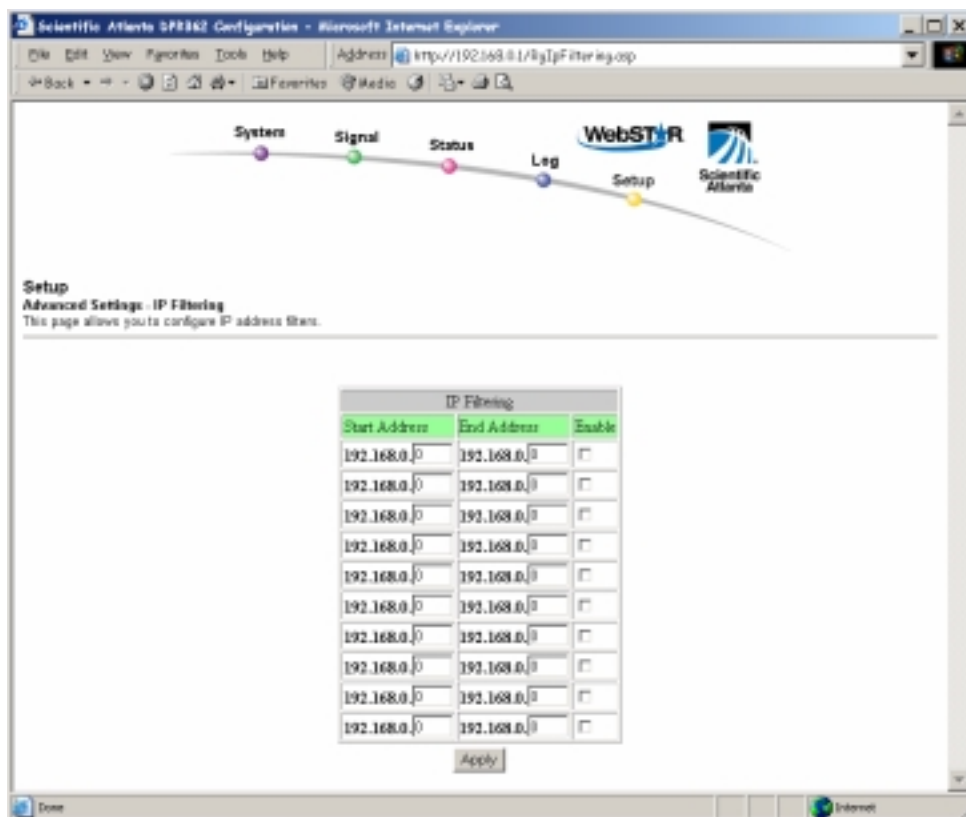 Scientific Atlanta DPR362 Configuration - Microsoft Internet Explorer
File Edit View Favorites Tools Help Address http://192.168.0.1/RgIpFiltering.asp
Back Favorites Media
System
Signal
Status
Log
Setup
WebSTAR
Scientific
Atlanta
Setup
Advanced Settings - IP Filtering
This page allows you to configure IP address filters.
IP Filtering
Start Address End Address Enable
192.168.0.0 192.168.0.0
192.168.0.0 192.168.0.0
192.168.0.0 192.168.0.0
192.168.0.0 192.168.0.0
192.168.0.0 192.168.0.0
192.168.0.0 192.168.0.0
192.168.0.0 192.168.0.0
192.168.0.0 192.168.0.0
192.168.0.0 192.168.0.0
192.168.0.0 192.168.0.0
Apply
Done Internet